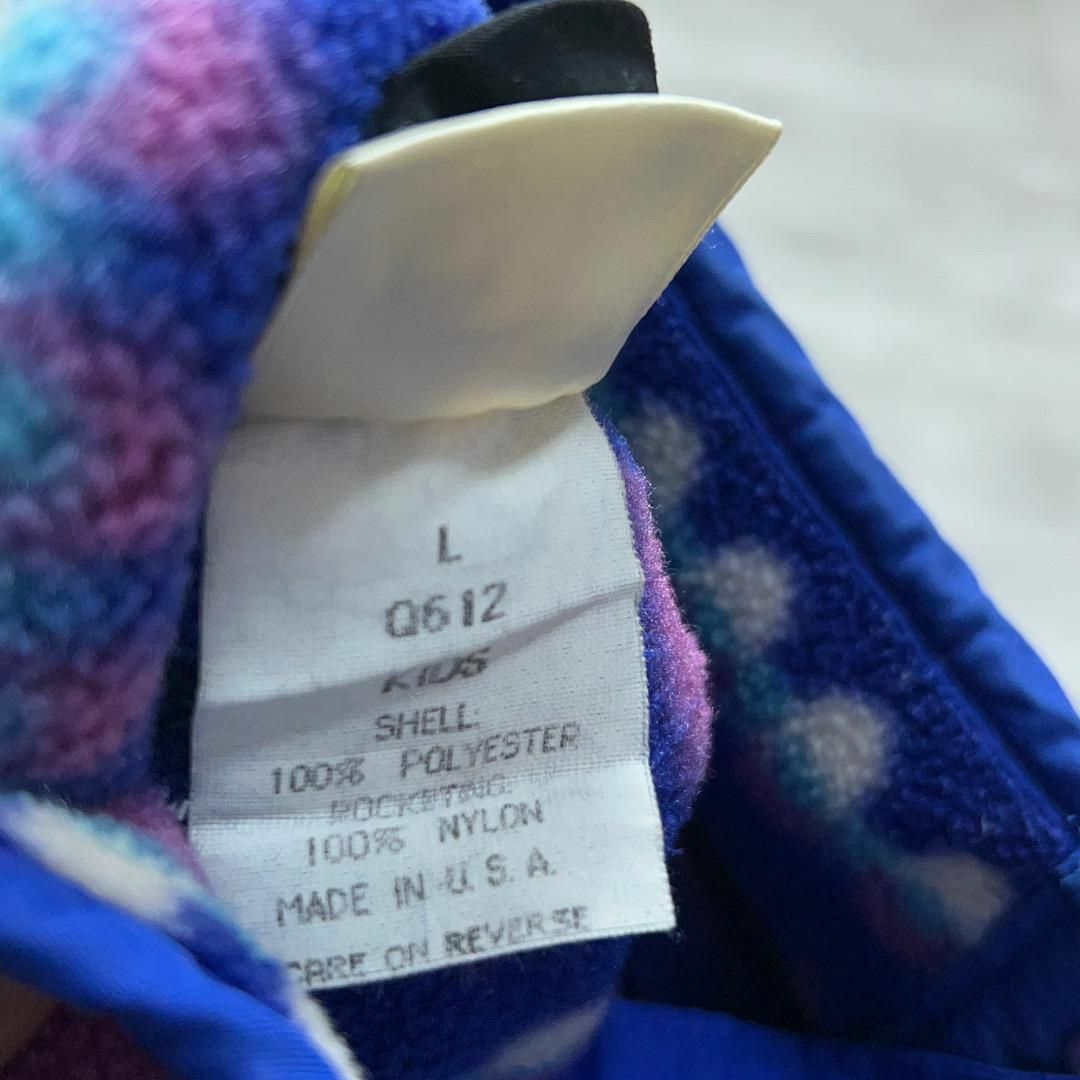 L
Q612
KIDS
SHELL:
100% POLYESTER
POCKETING:
100% NYLON
MADE IN U.S.A.
CARE ON REVERSE